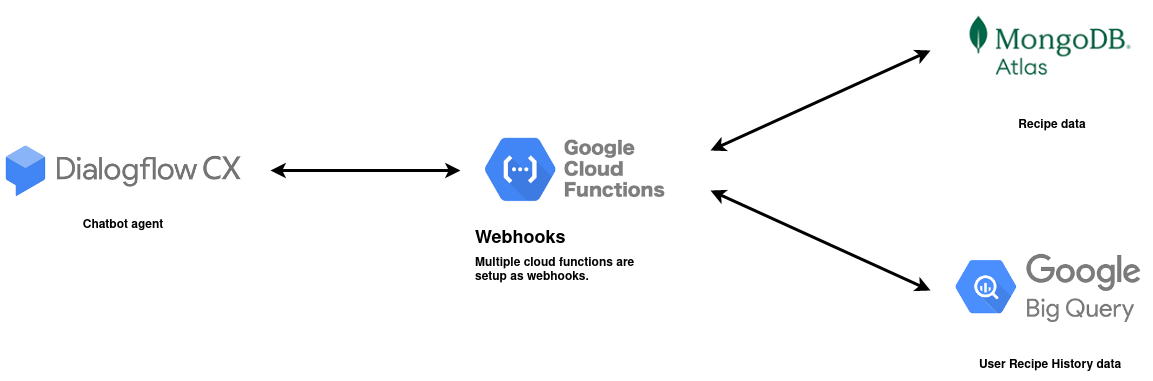 Dialogflow CX
Chatbot agent
Google
Cloud
Functions
Webhooks
Multiple cloud functions are
setup as webhooks.
MongoDB.
Atlas
Recipe data
Google
Big Query
User Recipe History data